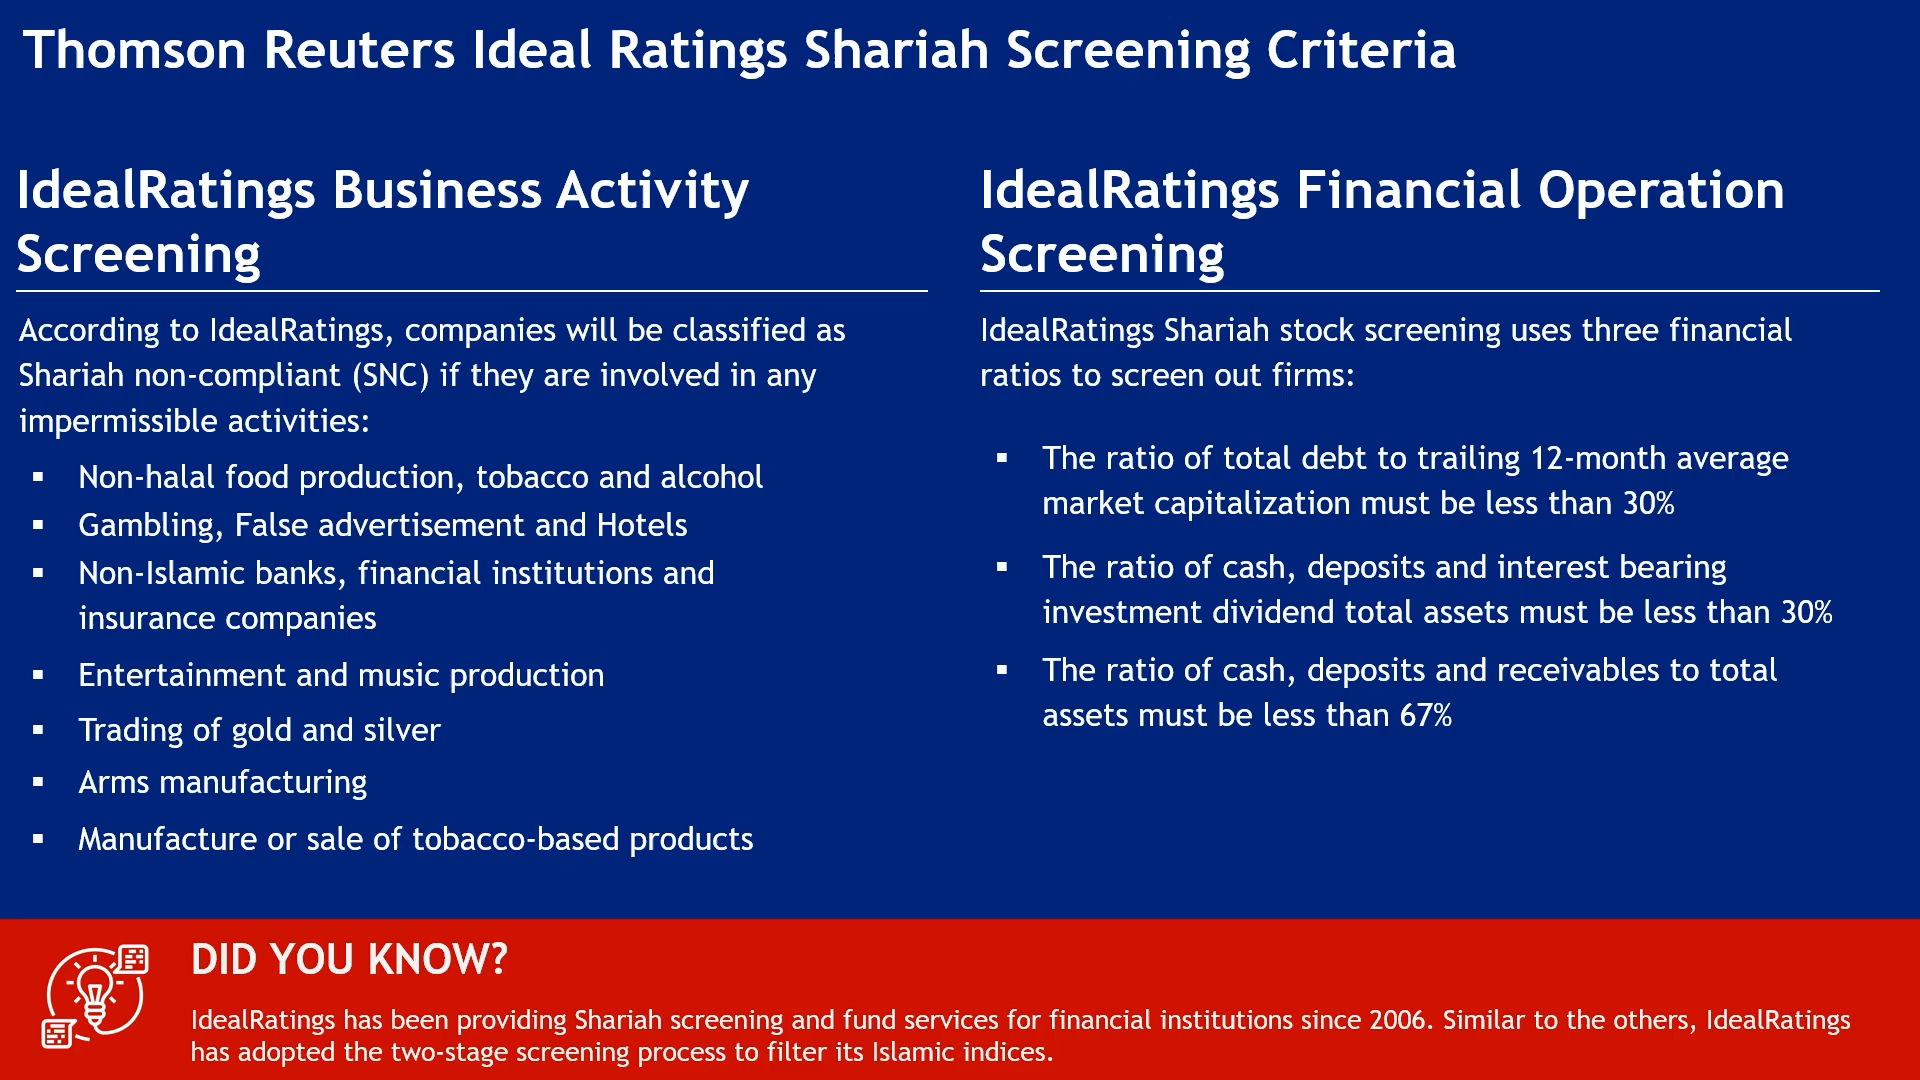 Thomson Reuters Ideal Ratings Shariah Screening Criteria
IdealRatings Business Activity
Screening
According to IdealRatings, companies will be classified as
Shariah non-compliant (SNC) if they are involved in any
impermissible activities:
▪ Non-halal food production, tobacco and alcohol
▪ Gambling, False advertisement and Hotels
▪ Non-Islamic banks, financial institutions and
insurance companies
▪ Entertainment and music production
▪ Trading of gold and silver
▪ Arms manufacturing
▪ Manufacture or sale of tobacco-based products
IdealRatings Financial Operation
Screening
IdealRatings Shariah stock screening uses three financial
ratios to screen out firms:
▪ The ratio of total debt to trailing 12-month average
market capitalization must be less than 30%
▪ The ratio of cash, deposits and interest bearing
investment dividend total assets must be less than 30%
▪ The ratio of cash, deposits and receivables to total
assets must be less than 67%
DID YOU KNOW?
IdealRatings has been providing Shariah screening and fund services for financial institutions since 2006. Similar to the others, IdealRatings
has adopted the two-stage screening process to filter its Islamic indices.